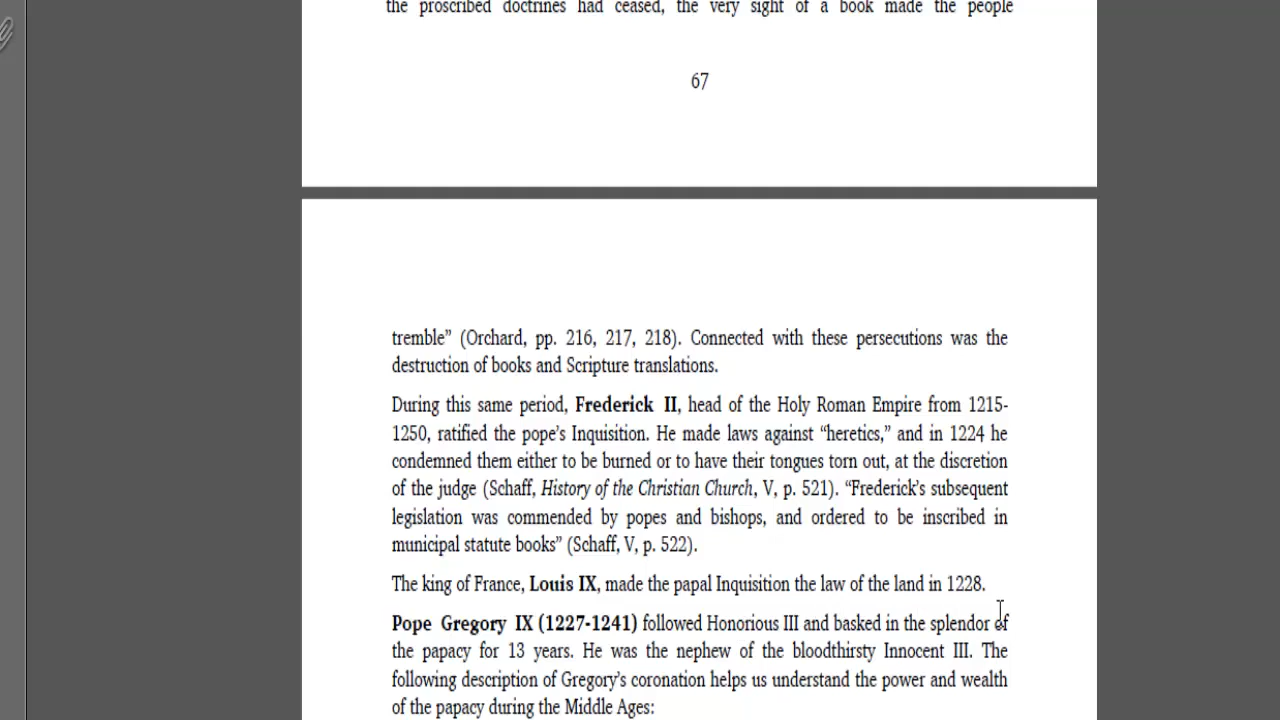 the proscribed doctrines had ceased, the very sight of a book made the people
67
tremble” (Orchard, pp. 216, 217, 218). Connected with these persecutions was the
destruction of books and Scripture translations.
During this same period, Frederick II, head of the Holy Roman Empire from 1215-
1250, ratified the pope’s Inquisition. He made laws against “heretics,” and in 1224 he
condemned them either to be burned or to have their tongues torn out, at the discretion
of the judge (Schaff, History of the Christian Church, V, p. 521). “Frederick’s subsequent
legislation was commended by popes and bishops, and ordered to be inscribed in
municipal statute books” (Schaff, V, p. 522).
The king of France, Louis IX, made the papal Inquisition the law of the land in 1228.
Pope Gregory IX (1227-1241) followed Honorious III and basked in the splendor of
the papacy for 13 years. He was the nephew of the bloodthirsty Innocent III. The
following description of Gregory’s coronation helps us understand the power and wealth
of the papacy during the Middle Ages: